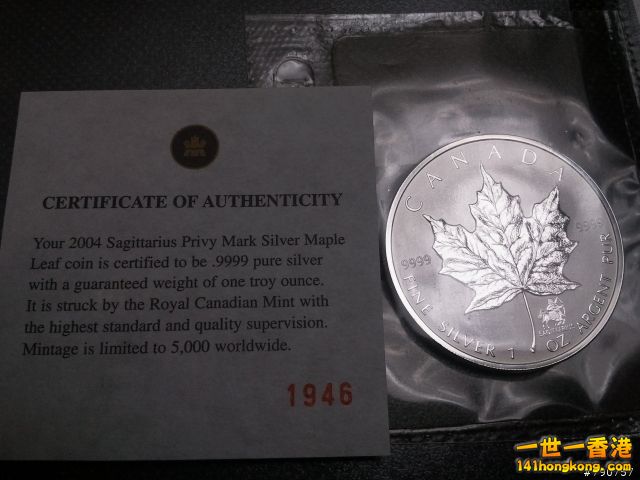 CERTIFICATE OF AUTHENTICITY
Your 2004 Sagittarius Privy Mark Silver Maple
Leaf coin is certified to be .9999 pure silver
with a guaranteed weight of one troy ounce.
It is struck by the Royal Canadian Mint with
the highest standard and quality supervision.
Mintage is limited to 5,000 worldwide.
1946
CANADA
9999
9999
FINE SILVER 1 OZ ARGENT PUR
SAGITTARIUS
一世一香港
141hongkong.com
#790757